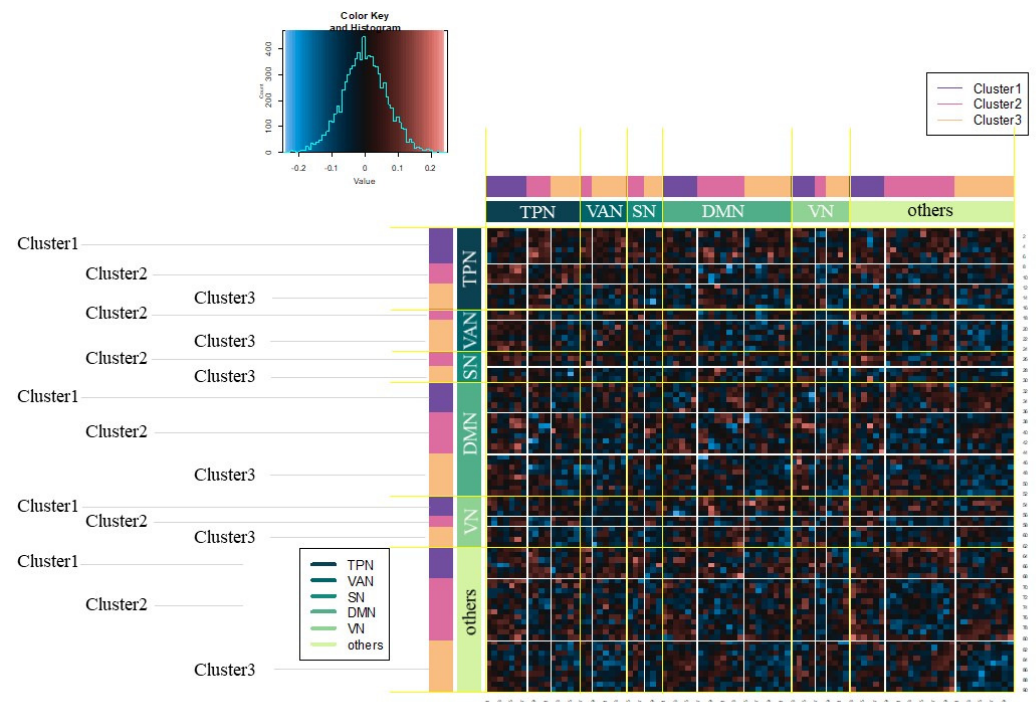 Color Key
and Histogram
Count
0 100 200 300 400
-0.2 -0.1 0 0.1 0.2
Value
Cluster1
Cluster2
Cluster3
TPN VAN SN DMN VN others
Cluster1
Cluster2
Cluster3
Cluster2
Cluster3
Cluster2
Cluster3
Cluster1
Cluster2
Cluster3
Cluster1
Cluster2
Cluster3
Cluster1
Cluster2
Cluster3
TPN
VAN
SN
DMN
VN
others
TPN
VAN
SN
DMN
VN
others